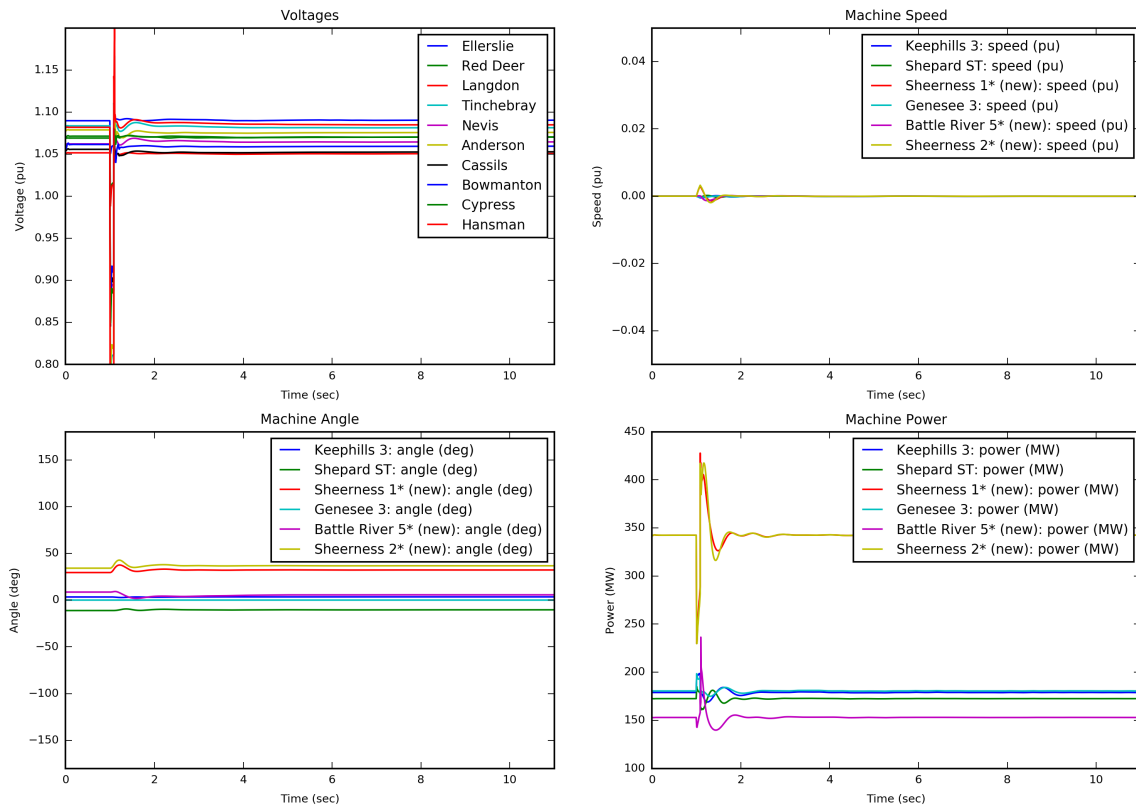 Voltages
Voltage (pu)
1.15
1.10
1.05
1.00
0.95
0.90
0.85
0.80
Ellerslie
Red Deer
Langdon
Tinchebray
Nevis
Anderson
Cassils
Bowmanton
Cypress
Hansman
0 2 4 6 8 10
Time (sec)
Machine Speed
Speed (pu)
0.04
0.02
0.00
−0.02
−0.04
Keephills 3: speed (pu)
Shepard ST: speed (pu)
Sheerness 1* (new): speed (pu)
Genesee 3: speed (pu)
Battle River 5* (new): speed (pu)
Sheerness 2* (new): speed (pu)
0 2 4 6 8 10
Time (sec)
Machine Angle
Angle (deg)
150
100
50
0
−50
−100
−150
Keephills 3: angle (deg)
Shepard ST: angle (deg)
Sheerness 1* (new): angle (deg)
Genesee 3: angle (deg)
Battle River 5* (new): angle (deg)
Sheerness 2* (new): angle (deg)
0 2 4 6 8 10
Time (sec)
Machine Power
Power (MW)
450
400
350
300
250
200
150
100
Keephills 3: power (MW)
Shepard ST: power (MW)
Sheerness 1* (new): power (MW)
Genesee 3: power (MW)
Battle River 5* (new): power (MW)
Sheerness 2* (new): power (MW)
0 2 4 6 8 10
Time (sec)